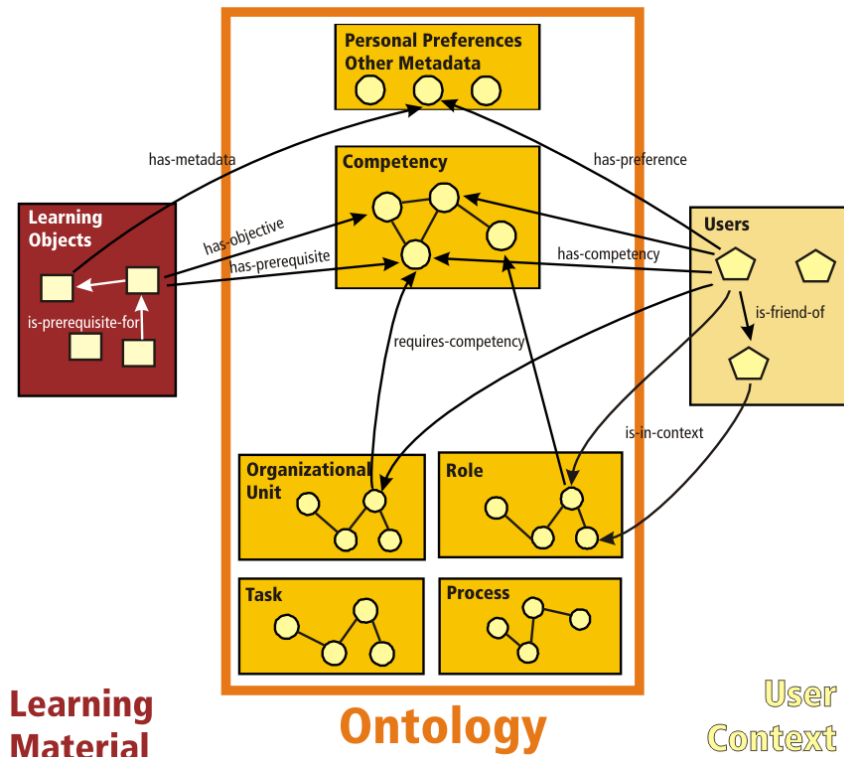 Personal Preferences
Other Metadata
has-metadata
has-preference
Competency
Learning
Objects
has-objective
has-prerequisite
has-competency
Users
is-prerequisite-for
is-friend-of
requires-competency
is-in-context
Organizational
Unit
Role
Task
Process
Learning
Material
Ontology
User
Context